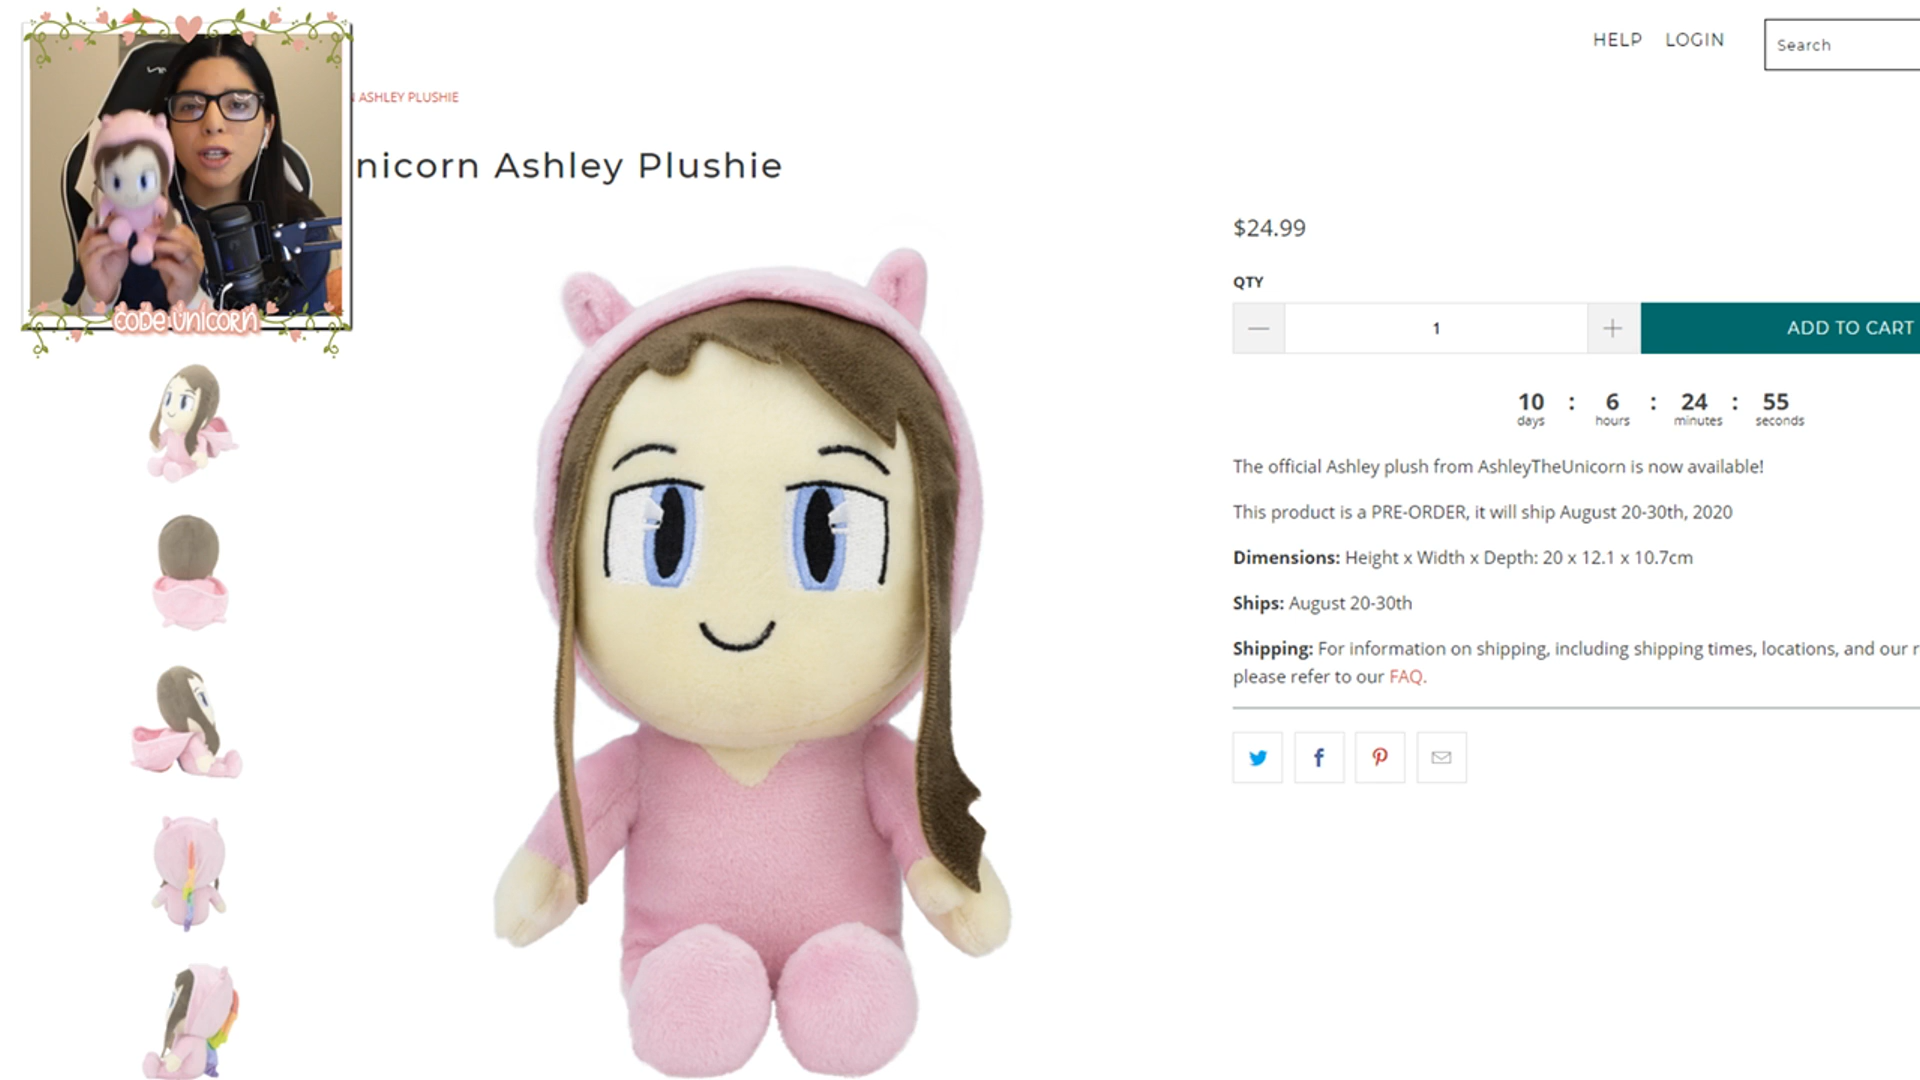 HELP LOGIN Search
ASHLEY PLUSHIE
nicorn Ashley Plushie
CODE UNICORN
$24.99
QTY
— 1 +
ADD TO CART
10 : 6 : 24 : 55
days hours minutes seconds
The official Ashley plush from AshleyTheUnicorn is now available!
This product is a PRE-ORDER, it will ship August 20-30th, 2020
Dimensions: Height x Width x Depth: 20 x 12.1 x 10.7cm
Ships: August 20-30th
Shipping: For information on shipping, including shipping times, locations, and our r
please refer to our FAQ.